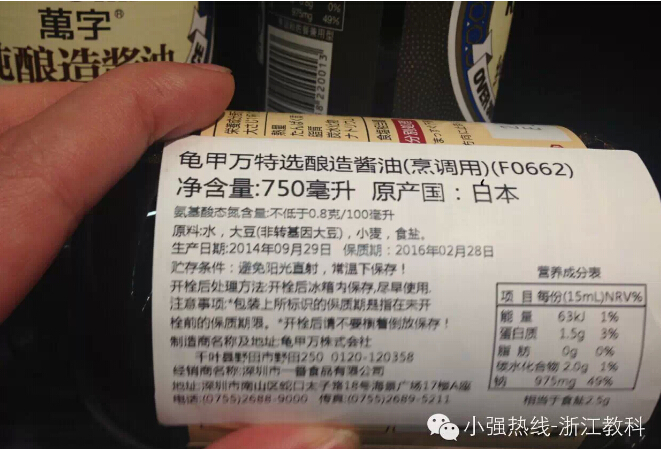 萬字®
純釀造酱油
OVER
8"220013
49%
龟甲万特选酿造酱油(烹调用)(F0662)
净含量:750毫升 原产国：日本
氨基酸态氮含量:不低于0.8克/100毫升
原料:水，大豆(非转基因大豆)，小麦，食盐。
生产日期:2014年09月29日 保质期：2016年02月28日
贮存条件：避免阳光直射，常温下保存！
开栓后处理方法:开栓后冰箱内保存,尽早使用.
注意事项:*包装上所标识的保质期是指在未开
栓前的保质期限。*开栓后请不要横着倒放保存！
制造商名称及地址:龟甲万株式会社
千叶县野田市野田250 0120-120358
经销商名称:深圳市一番食品有限公司
地址:深圳市南山区蛇口太子路18号海景广场17楼A座
电话:(0755)2688-9000 传真:(0755)2689-5211
营养成分表
项 目 每份(15mL)NRV%
能 量 63kJ 1%
蛋白质 1.5g 3%
脂 肪 0g 0%
碳水化合物 2.0g 1%
钠 975mg 49%
相当于食盐2.5g
小强热线-浙江教科